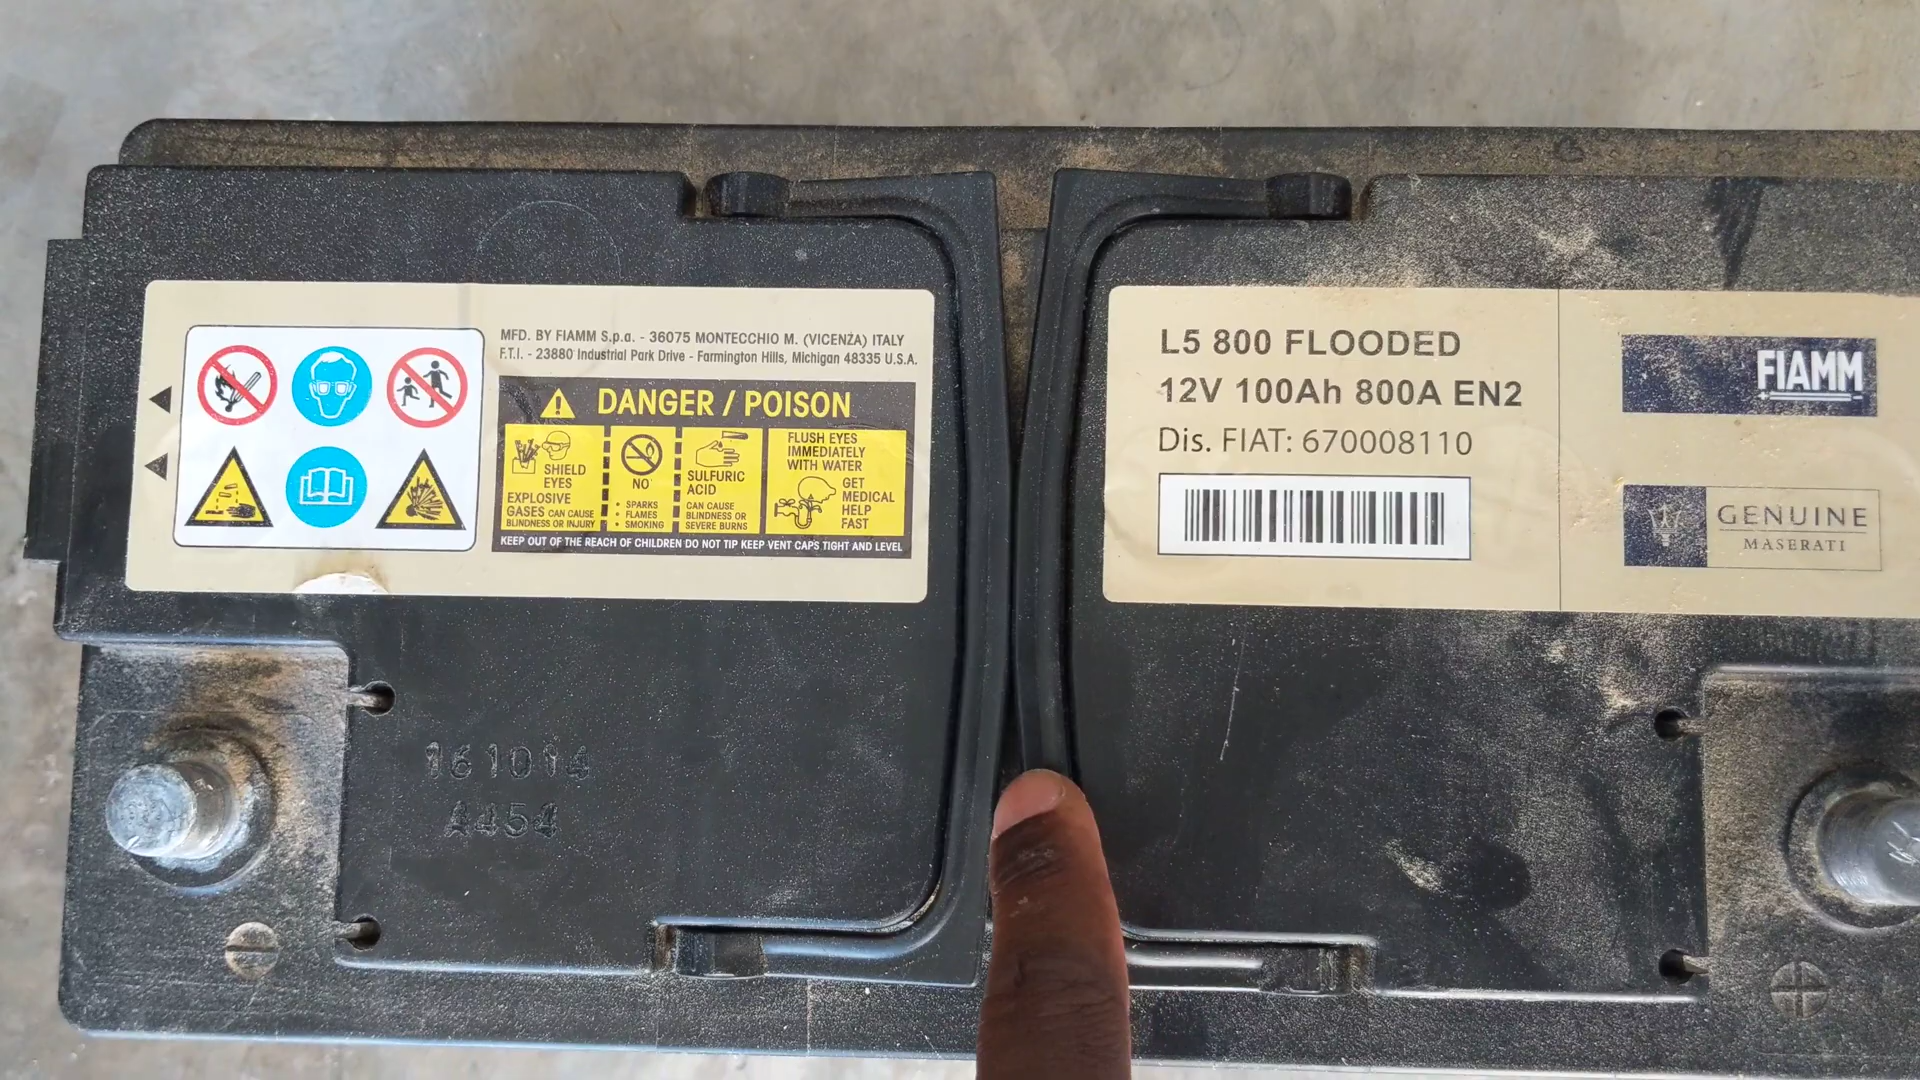 MFD. BY FIAMM S.p.a. - 36075 MONTECCHIO M. (VICENZA) ITALY
F.T.I. - 23880 Industrial Park Drive - Farmington Hills, Michigan 48335 U.S.A.
DANGER / POISON
SHIELD
EYES
EXPLOSIVE
GASES CAN CAUSE
BLINDNESS OR INJURY
NO
• SPARKS
• FLAMES
• SMOKING
SULFURIC
ACID
CAN CAUSE
BLINDNESS OR
SEVERE BURNS
FLUSH EYES
IMMEDIATELY
WITH WATER
GET
MEDICAL
HELP
FAST
KEEP OUT OF THE REACH OF CHILDREN DO NOT TIP KEEP VENT CAPS TIGHT AND LEVEL
L5 800 FLOODED
12V 100Ah 800A EN2
Dis. FIAT: 670008110
FIAMM
GENUINE
MASERATI
161014